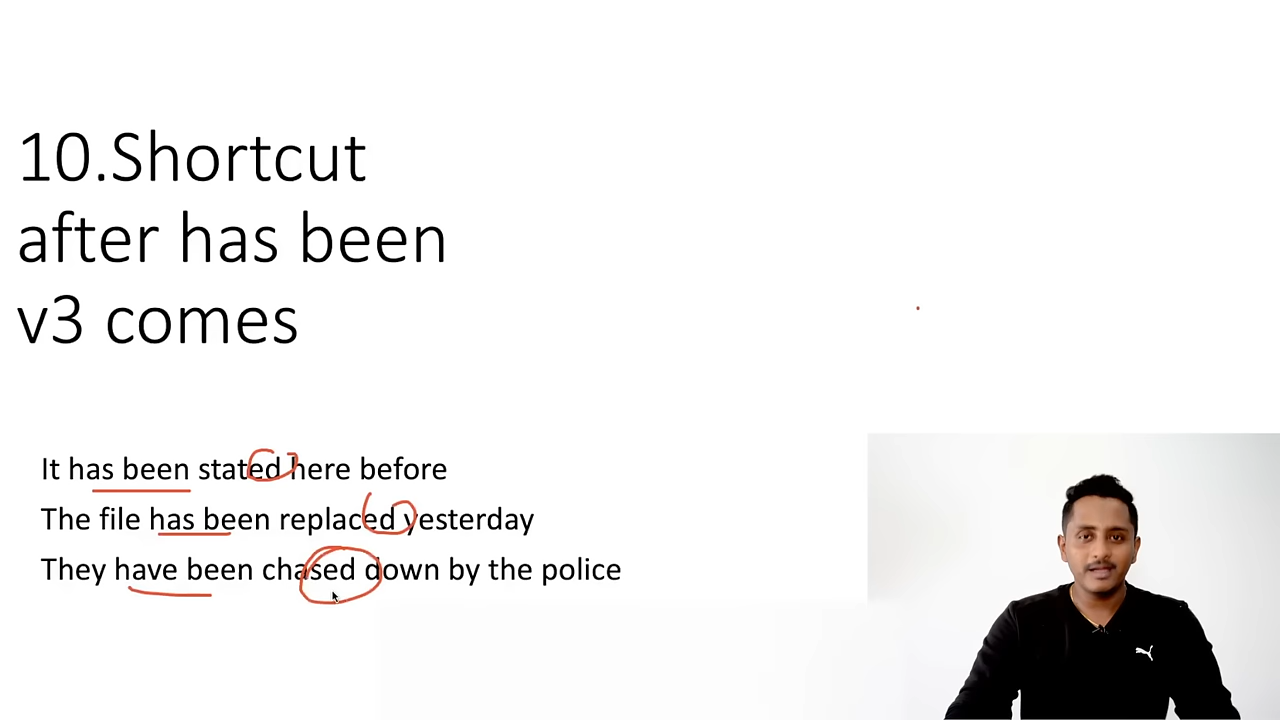 10.Shortcut
after has been
v3 comes
It has been stated here before
The file has been replaced yesterday
They have been chased down by the police